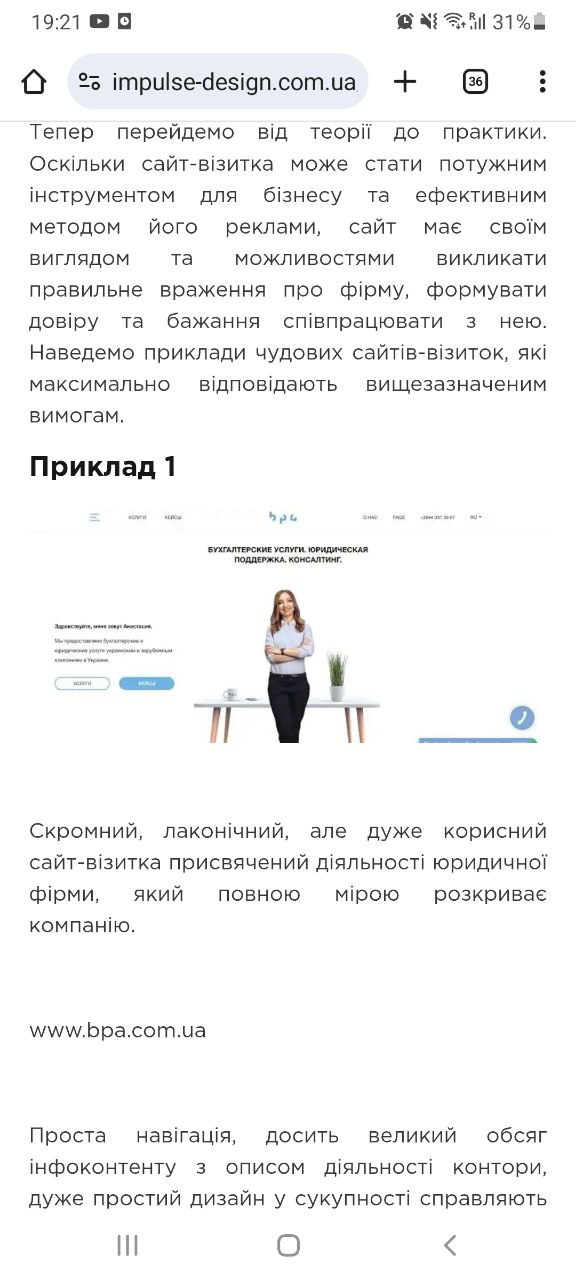 19:21
31%
impulse-design.com.ua
36
Тепер перейдемо від теорії до практики.
Оскільки сайт-візитка може стати потужним
інструментом для бізнесу та ефективним
методом його реклами, сайт має своїм
виглядом та можливостями викликати
правильне враження про фірму, формувати
довіру та бажання співпрацювати з нею.
Наведемо приклади чудових сайтів-візиток, які
максимально відповідають вищезазначеним
вимогам.
Приклад 1
УСЛУГИ КЕЙСЫ bpa О НАС FAQS RU
БУХГАЛТЕРСКИЕ УСЛУГИ. ЮРИДИЧЕСКАЯ
ПОДДЕРЖКА. КОНСАЛТИНГ.
Здравствуйте, меня зовут Анастасия.
Мы предоставляем бухгалтерские и
юридические услуги украинским и зарубежным
компаниям в Украине.
УСЛУГИ КЕЙСЫ
Скромний, лаконічний, але дуже корисний
сайт-візитка присвячений діяльності юридичної
фірми, який повною мірою розкриває
компанію.
www.bpa.com.ua
Проста навігація, досить великий обсяг
інфоконтенту з описом діяльності контори,
дуже простий дизайн у сукупності справляють